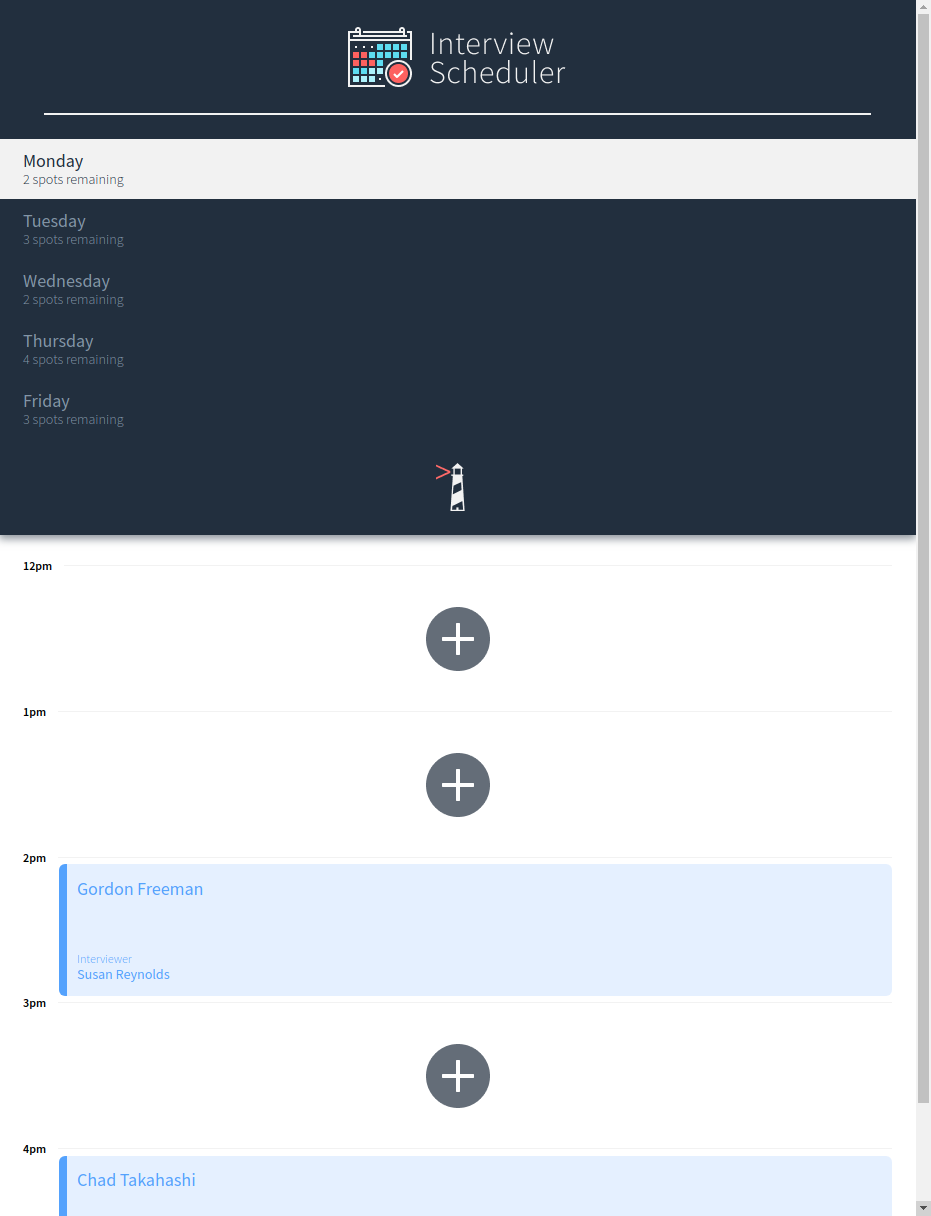 Interview
Scheduler
Monday
2 spots remaining
Tuesday
3 spots remaining
Wednesday
2 spots remaining
Thursday
4 spots remaining
Friday
3 spots remaining
12pm
1pm
2pm
Gordon Freeman
Interviewer
Susan Reynolds
3pm
4pm
Chad Takahashi